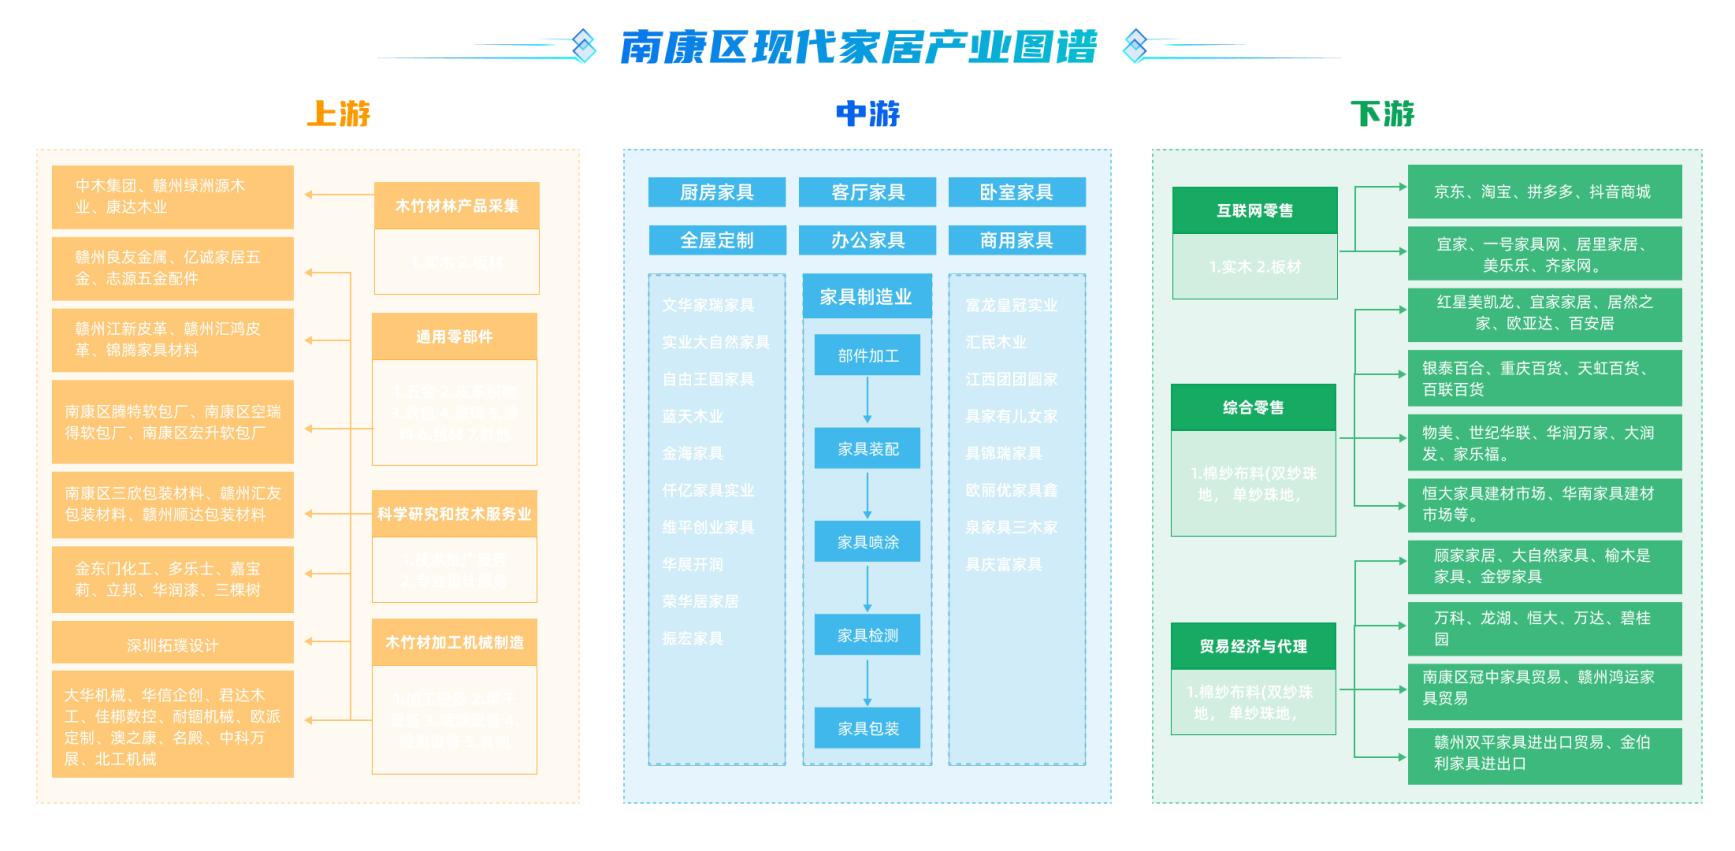 南康区现代家居产业图谱
上游
中木集团、赣州绿洲源木
业、康达木业
赣州良友金属、亿诚家居五
金、志源五金配件
赣州江新皮革、赣州汇鸿皮
革、锦腾家具材料
南康区腾特软包厂、南康区空瑞
得软包厂、南康区宏升软包厂
南康区三欣包装材料、赣州汇友
包装材料、赣州顺达包装材料
金东门化工、多乐士、嘉宝
莉、立邦、华润漆、三棵树
深圳拓璞设计
大华机械、华信企创、君达木
工、佳梆数控、耐锢机械、欧派
定制、澳之康、名殿、中科万
展、北工机械
木竹材林产品采集
1.实木 2.板材
通用零部件
科学研究和技术服务业
木竹材加工机械制造
中游
厨房家具
客厅家具
卧室家具
全屋定制
办公家具
商用家具
文华家瑞家具
实业大自然家具
自由王国家具
蓝天木业
金海家具
仟亿家具实业
维平创业家具
华展开润
荣华居家居
振宏家具
家具制造业
部件加工
家具装配
家具喷涂
家具检测
家具包装
富龙皇冠实业
汇民木业
江西团团圆家
具家有儿女家
具锦瑞家具
欧丽优家具鑫
泉家具三木家
具庆富家具
下游
互联网零售
1.实木 2.板材
综合零售
1.棉纱布料(双纱珠
地， 单纱珠地，
贸易经济与代理
1.棉纱布料(双纱珠
地， 单纱珠地，
京东、淘宝、拼多多、抖音商城
宜家、一号家具网、居里家居、
美乐乐、齐家网。
红星美凯龙、宜家家居、居然之
家、欧亚达、百安居
银泰百合、重庆百货、天虹百货、
百联百货
物美、世纪华联、华润万家、大润
发、家乐福。
恒大家具建材市场、华南家具建材
市场等。
顾家家居、大自然家具、榆木是
家具、金锣家具
万科、龙湖、恒大、万达、碧桂
园
南康区冠中家具贸易、赣州鸿运家
具贸易
赣州双平家具进出口贸易、金伯
利家具进出口